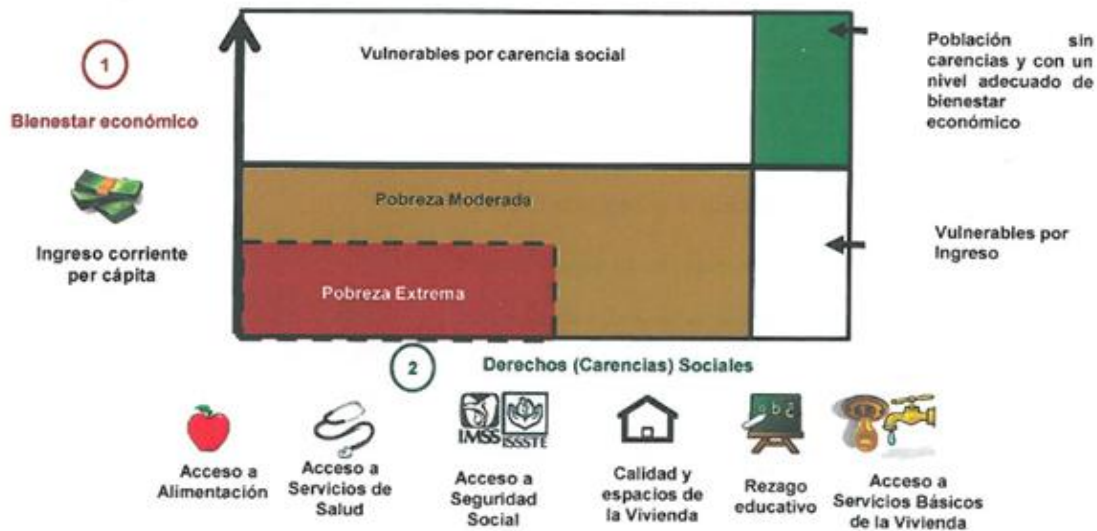 1
Bienestar económico
Ingreso corriente
per cápita
Vulnerables por carencia social
Población sin
carencias y con un
nivel adecuado de
bienestar
económico
Pobreza Moderada
Vulnerables por
Ingreso
Pobreza Extrema
2
Derechos (Carencias) Sociales
IMSS
ISSSTE
Acceso a
Alimentación
Acceso a
Servicios de
Salud
Acceso a
Seguridad
Social
Calidad y
espacios de
la Vivienda
Rezago
educativo
Acceso a
Servicios Básicos
de la Vivienda